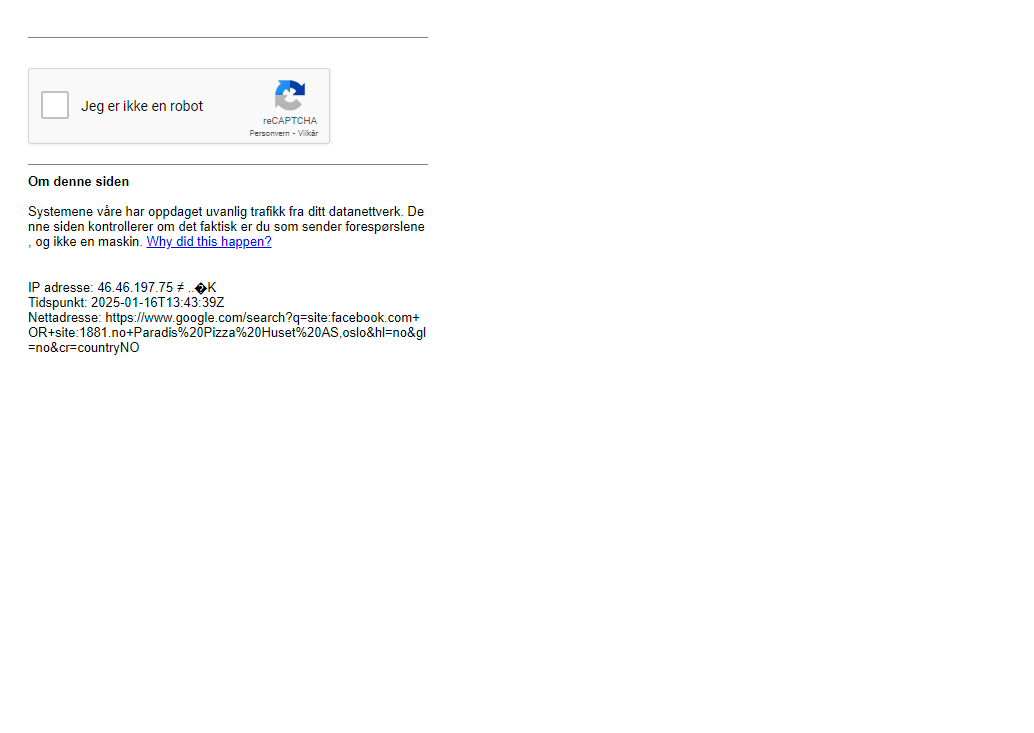 Jeg er ikke en robot
reCAPTCHA
Personvern - Vilkår
Om denne siden
Systemene våre har oppdaget uvanlig trafikk fra ditt datanettverk. De
nne siden kontrollerer om det faktisk er du som sender forespørslene
, og ikke en maskin. Why did this happen?
IP adresse: 46.46.197.75 ≠ ..�K
Tidspunkt: 2025-01-16T13:43:39Z
Nettadresse: https://www.google.com/search?q=site:facebook.com+
OR+site:1881.no+Paradis%20Pizza%20Huset%20AS,oslo&hl=no&gl
=no&cr=countryNO